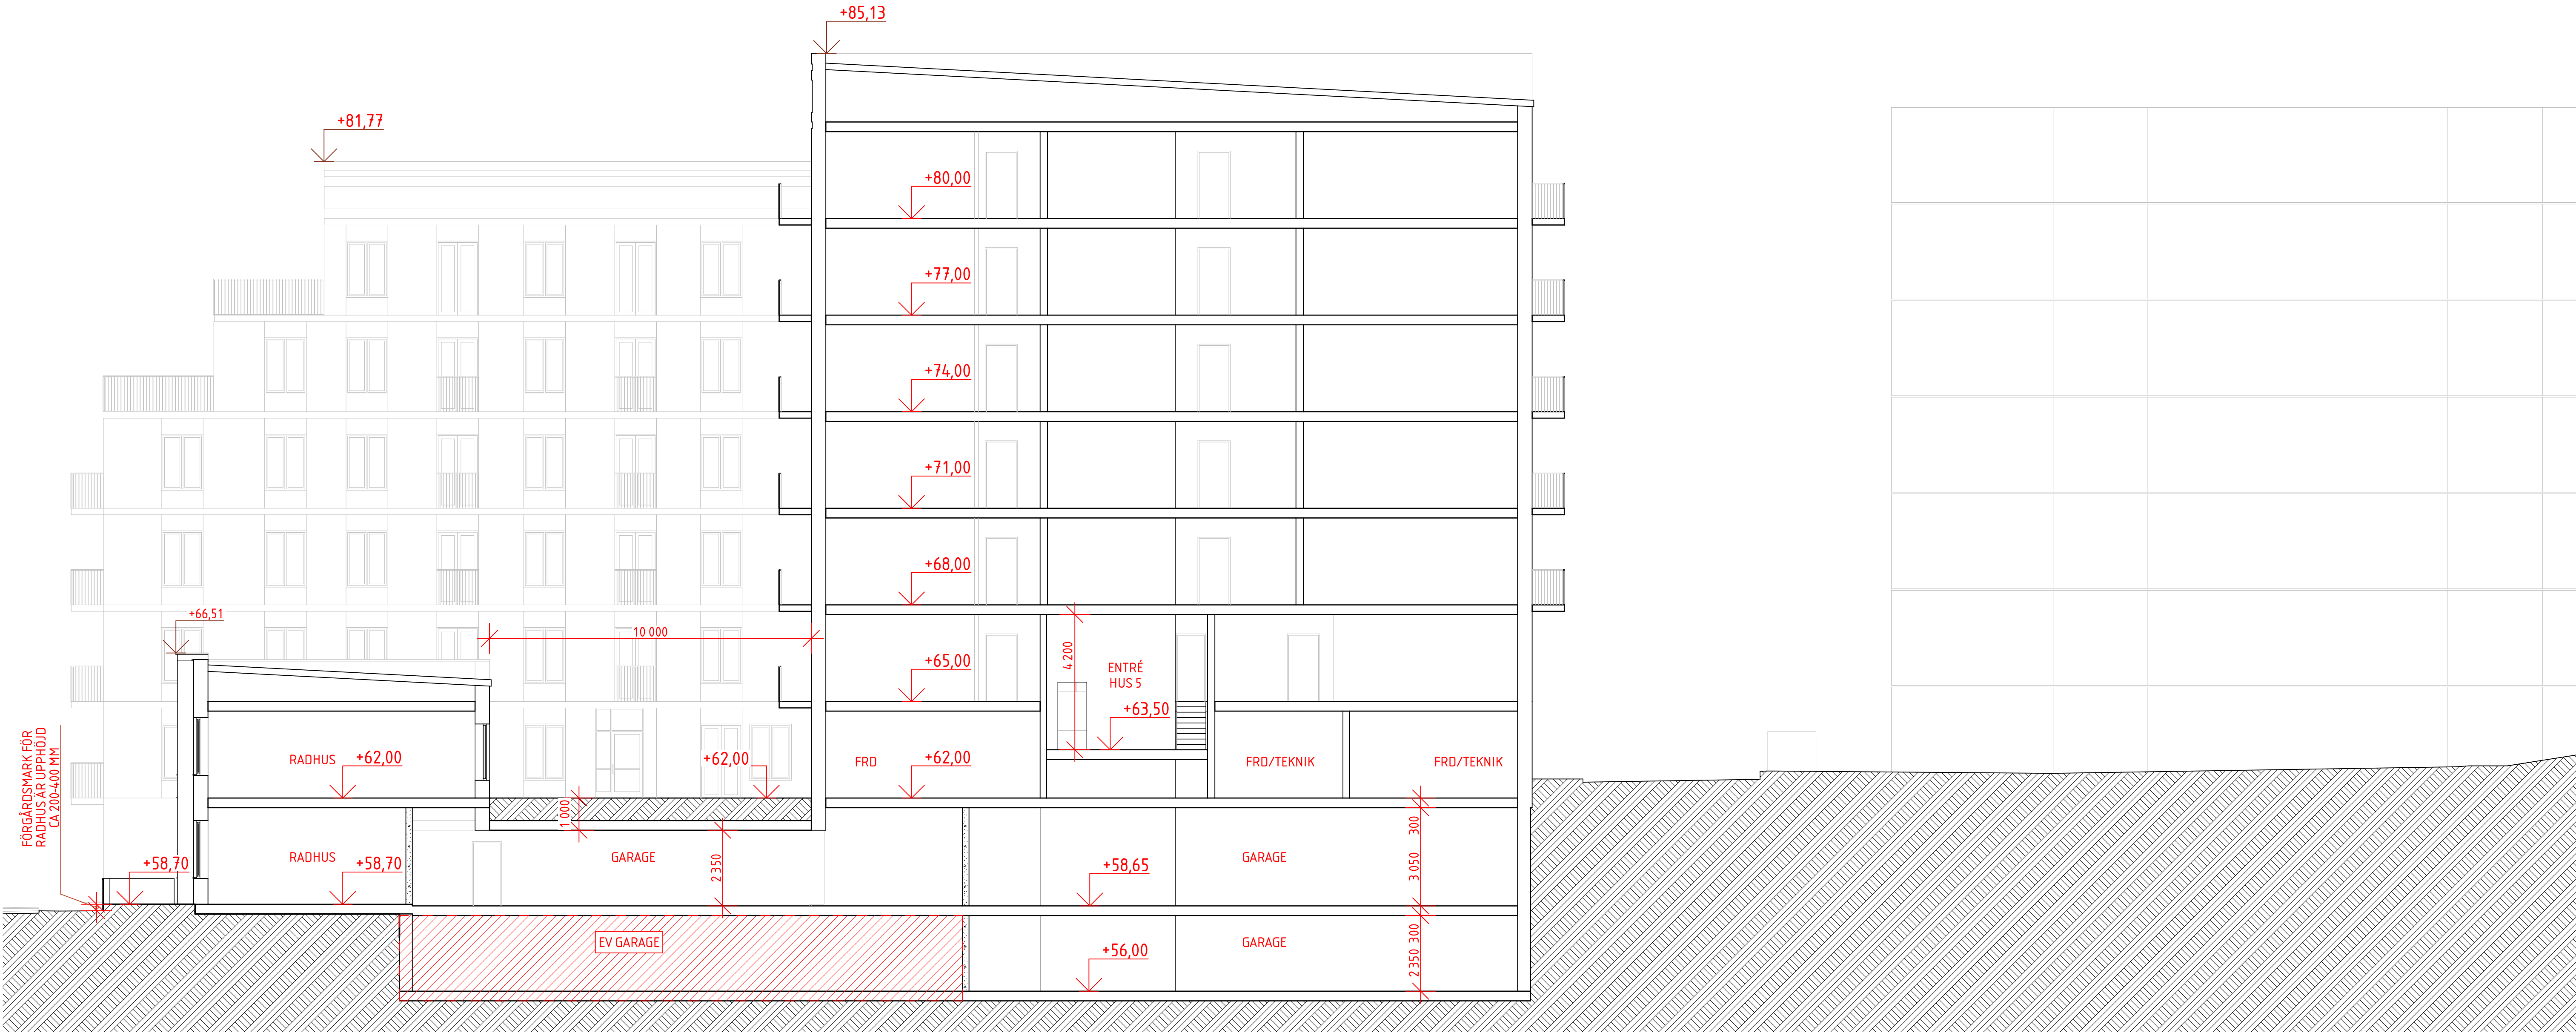 +85,13
+81,77
+80,00
+77,00
+74,00
+71,00
+68,00
+66,51
10 000
+65,00
4 200
ENTRÉ
HUS 5
+63,50
FÖRGÅRDSMARK FÖR
RADHUS ÄR UPPHÖJD
CA 200-400 MM
RADHUS
+62,00
+62,00
FRD
+62,00
FRD/TEKNIK
FRD/TEKNIK
1 000
300
+58,70
RADHUS
+58,70
GARAGE
2 350
+58,65
GARAGE
3 050
300
EV GARAGE
+56,00
GARAGE
2 350